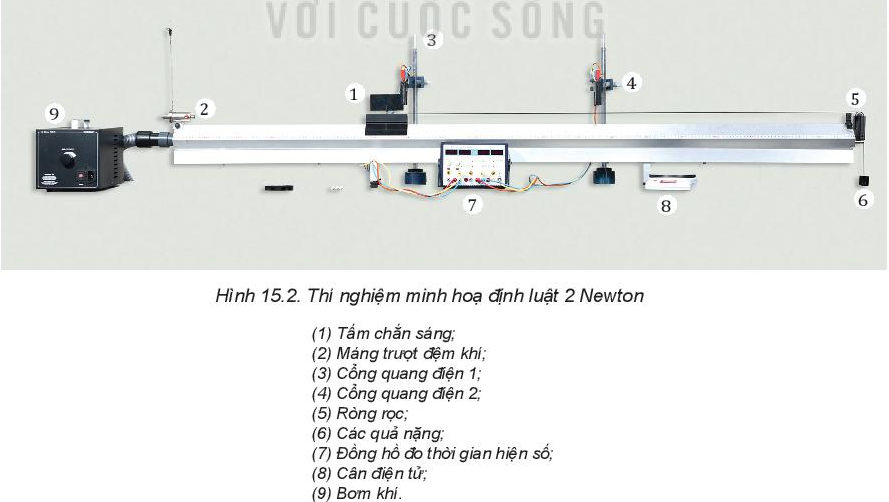 VỚI CUỘC SỐNG
3
1
4
9
2
5
7
8
6
Hình 15.2. Thí nghiệm minh hoạ định luật 2 Newton
(1) Tấm chắn sáng;
(2) Máng trượt đệm khí;
(3) Cổng quang điện 1;
(4) Cổng quang điện 2;
(5) Ròng rọc;
(6) Các quả nặng;
(7) Đồng hồ đo thời gian hiện số;
(8) Cân điện tử;
(9) Bơm khí.